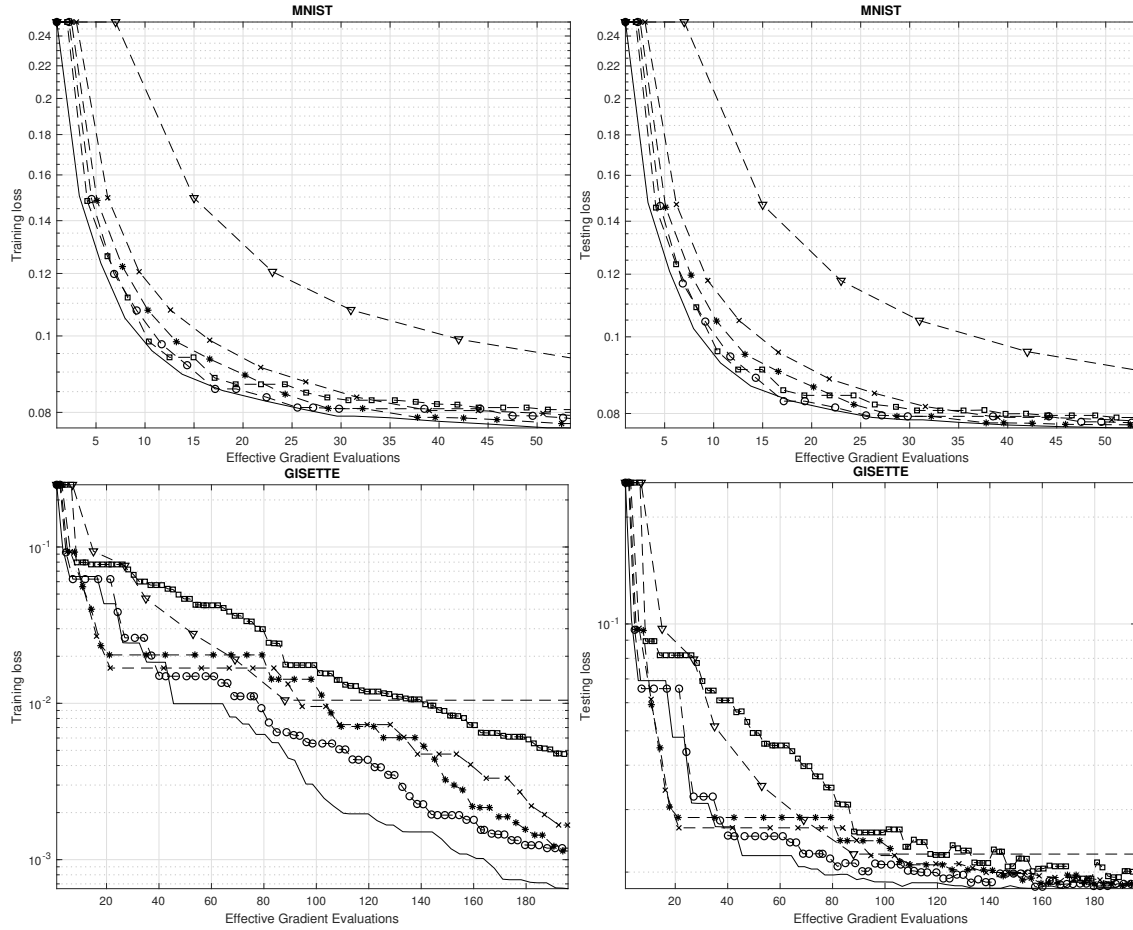 MNIST
0.24
0.22
0.2
0.18
0.16
0.14
0.12
0.1
0.08
Training loss
5 10 15 20 25 30 35 40 45 50
Effective Gradient Evaluations
MNIST
0.24
0.22
0.2
0.18
0.16
0.14
0.12
0.1
0.08
Testing loss
5 10 15 20 25 30 35 40 45 50
Effective Gradient Evaluations
GISETTE
10-1
10-2
10-3
Training loss
20 40 60 80 100 120 140 160 180
Effective Gradient Evaluations
GISETTE
10-1
Testing loss
20 40 60 80 100 120 140 160 180
Effective Gradient Evaluations